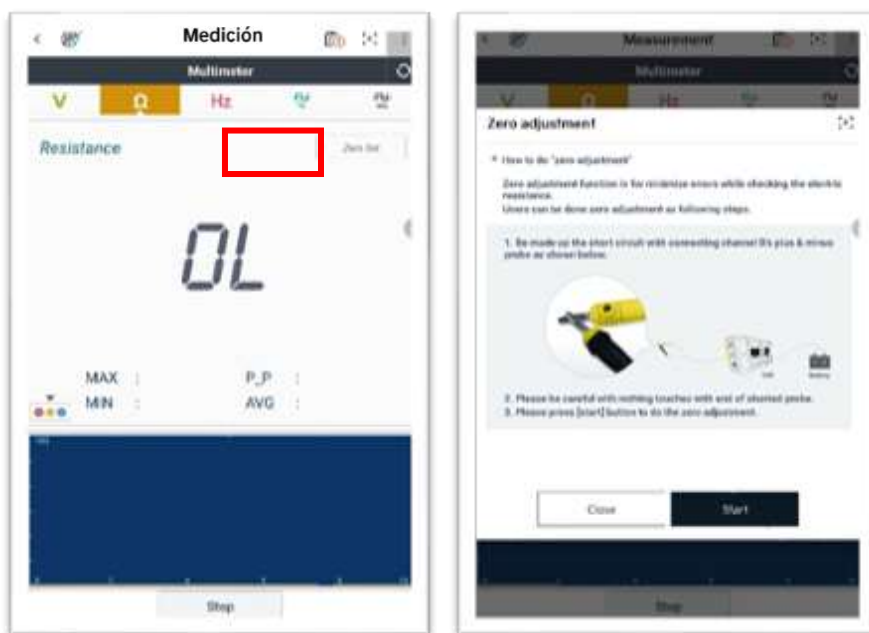 Medición
Multimeter
V Ω Hz
Resistance
Zero Set
OL
MAX : P_P :
MIN : AVG :
Stop
Measurement
Multimeter
V Ω Hz
Zero adjustment
* How to do "zero adjustment"
Zero adjustment function is for minimize errors while checking the electric
resistance.
Users can be done zero adjustment as following steps.
1. Be made up the short circuit with connecting channel B's plus & minus
probe as shown below.
Battery
2. Please be careful with nothing touches with end of shorted probe.
3. Please press [start] button to do the zero adjustment.
Close Start
Stop